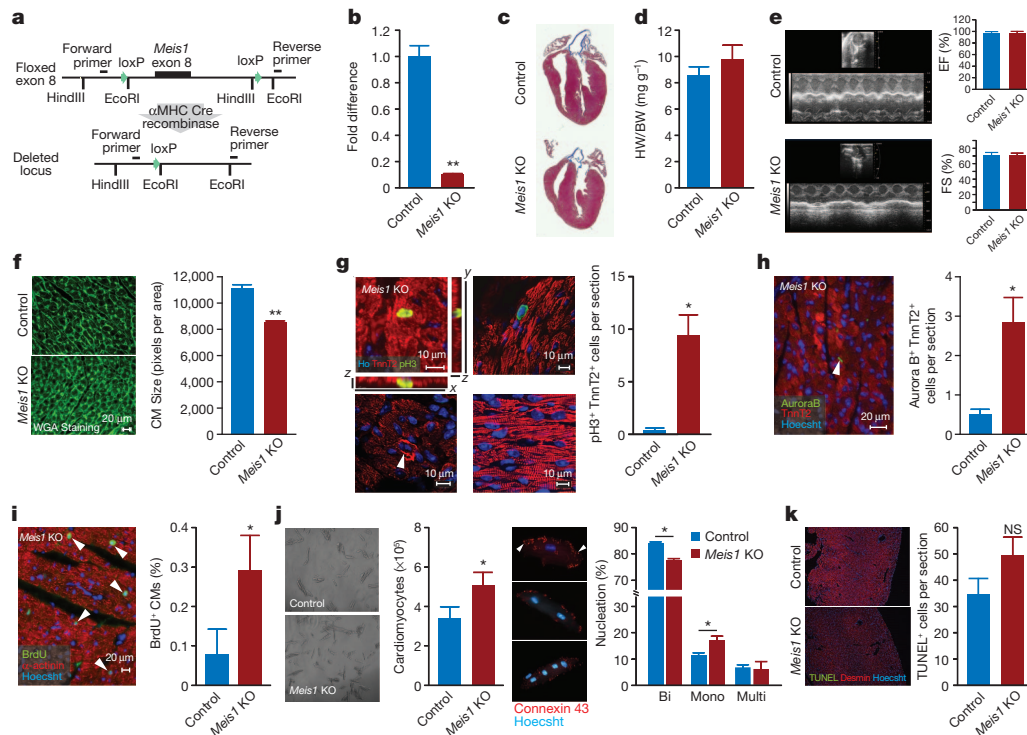 a
Forward primer
Meis1 exon 8
Reverse primer
Floxed exon 8
loxP
loxP
HindIII
EcoRI
HindIII
EcoRI
αMHC Cre recombinase
Forward primer
loxP
Reverse primer
Deleted locus
HindIII
EcoRI
EcoRI
b
Fold difference
1.2
1.0
0.8
0.6
0.4
0.2
0
**
Control
Meis1 KO
c
Control
Meis1 KO
d
HW/BW (mg g⁻¹)
12
10
8
6
4
2
0
Control
Meis1 KO
e
Control
Meis1 KO
EF (%)
120
100
80
60
40
20
0
Control
Meis1 KO
FS (%)
100
80
60
40
20
0
Control
Meis1 KO
f
Control
Meis1 KO
20 μm
WGA Staining
CM Size (pixels per area)
12,000
10,000
8,000
6,000
4,000
2,000
0
**
Control
Meis1 KO
g
Meis1 KO
Ho TnnT2 pH3
10 μm
y
z
z
x
10 μm
10 μm
10 μm
pH3⁺ TnnT2⁺ cells per section
15
10
5
0
*
Control
Meis1 KO
h
Meis1 KO
AuroraB
TnnT2
Hoecsht
20 μm
Aurora B⁺ TnnT2⁺
cells per section
4
3
2
1
0
*
Control
Meis1 KO
i
Meis1 KO
BrdU
α-actinin
Hoecsht
20 μm
BrdU⁺ CMs (%)
0.4
0.3
0.2
0.1
0
*
Control
Meis1 KO
j
Control
Meis1 KO
Cardiomyocytes (×10⁵)
8
6
4
2
0
*
Control
Meis1 KO
Connexin 43
Hoecsht
Nucleation (%)
90
80
70
30
20
10
0
*
*
Control
Meis1 KO
Bi
Mono
Multi
k
Control
Meis1 KO
TUNEL Desmin Hoecsht
TUNEL⁺ cells per section
60
50
40
30
20
10
0
NS
Control
Meis1 KO